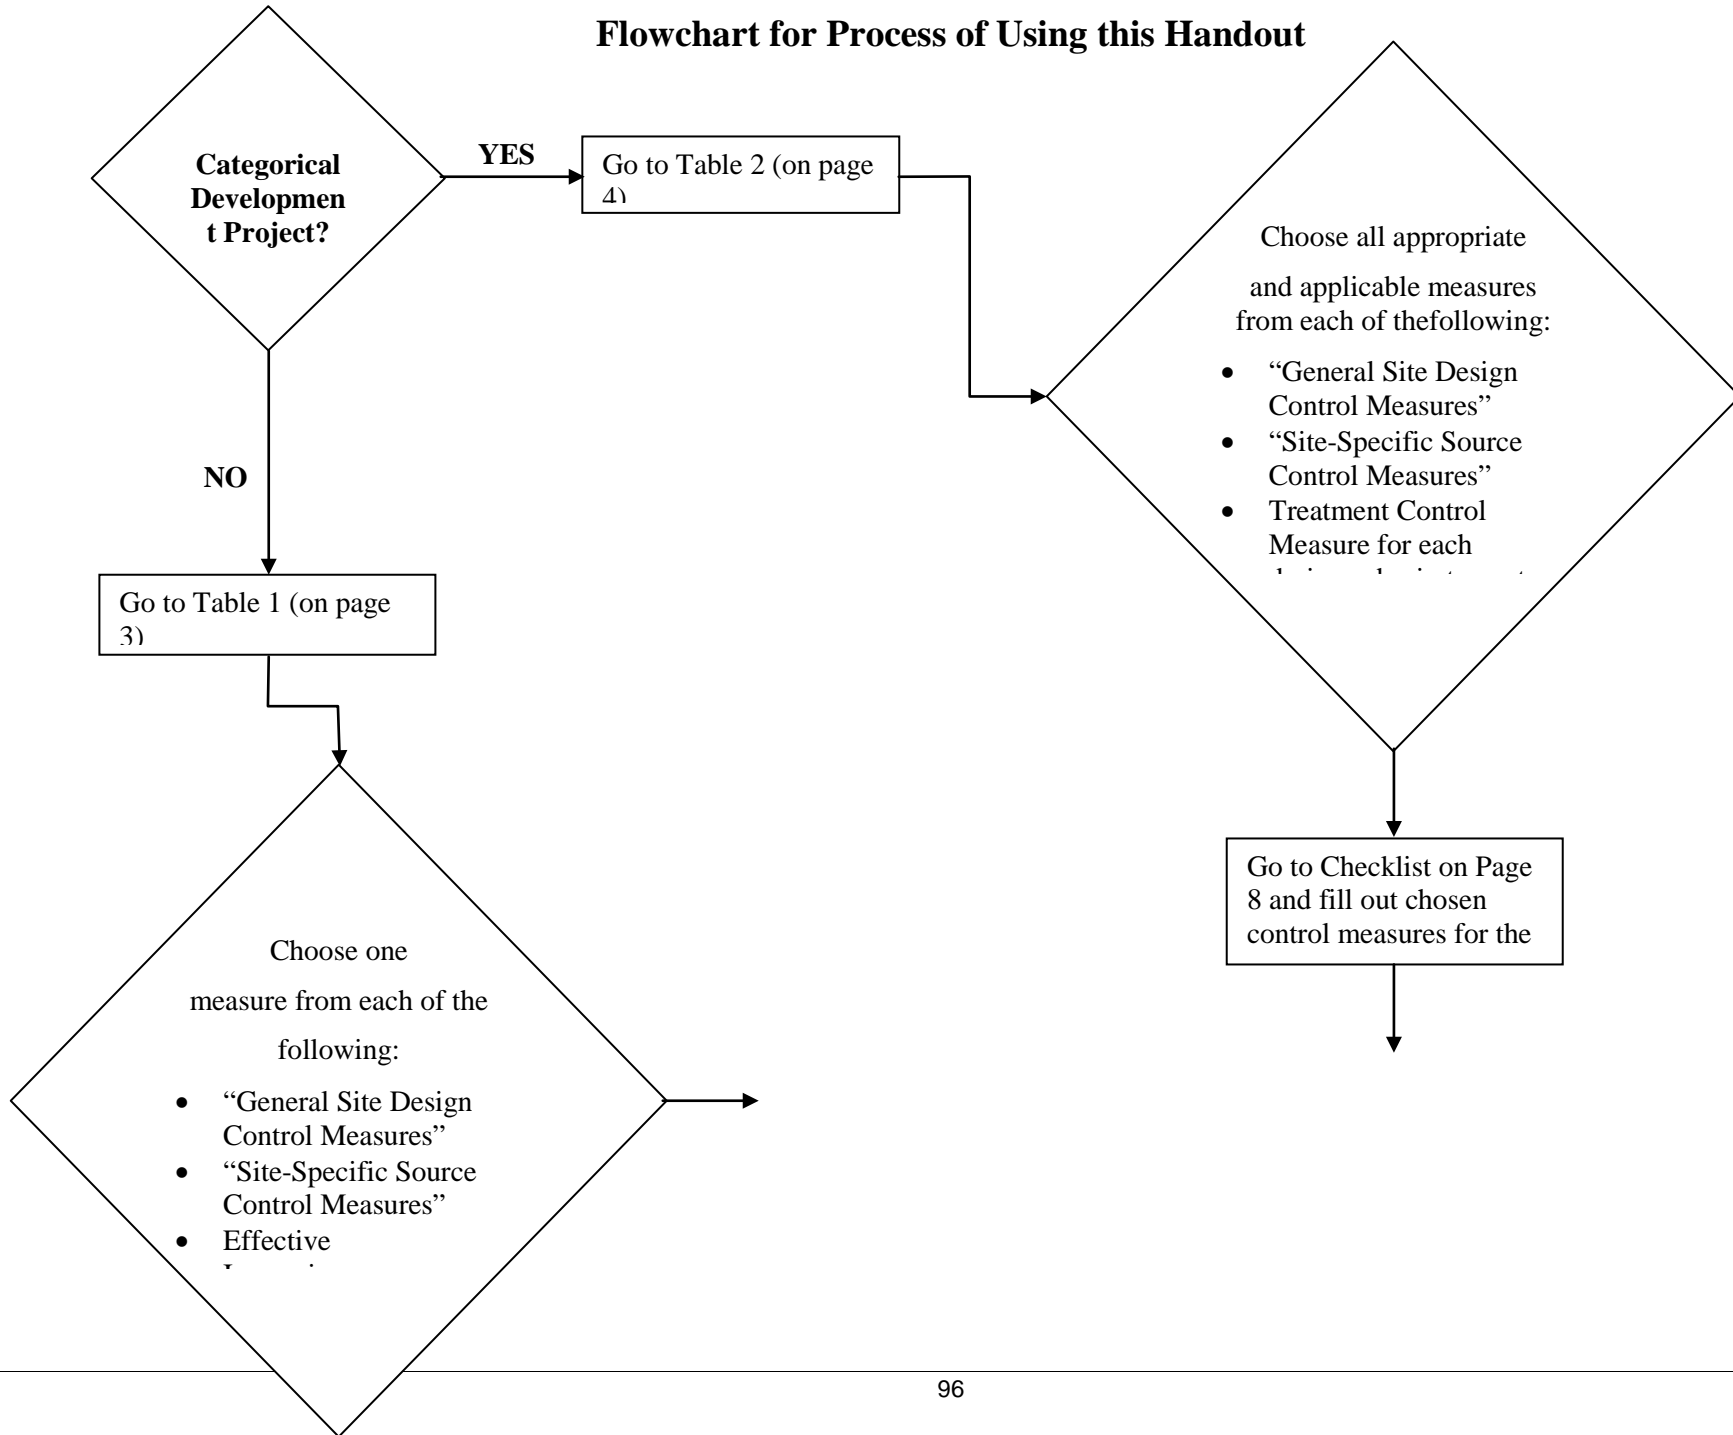 Flowchart for Process of Using this Handout
Categorical
Developmen
t Project?
YES
Go to Table 2 (on page
4)
Choose all appropriate
and applicable measures
from each of thefollowing:
• “General Site Design
Control Measures”
• “Site-Specific Source
Control Measures”
• Treatment Control
Measure for each
NO
Go to Table 1 (on page
3)
Go to Checklist on Page
8 and fill out chosen
control measures for the
Choose one
measure from each of the
following:
• “General Site Design
Control Measures”
• “Site-Specific Source
Control Measures”
• Effective
96